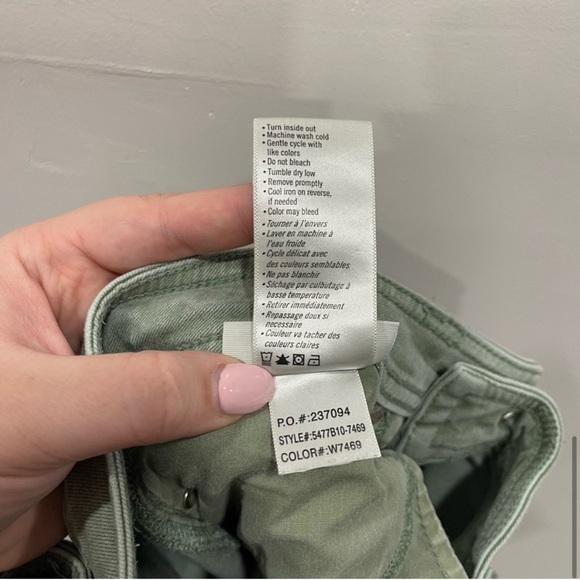 • Turn inside out
• Machine wash cold
• Gentle cycle with
like colors
• Do not bleach
• Tumble dry low
• Remove promptly
• Cool iron on reverse,
if needed
• Color may bleed
• Tourner à l'envers
• Laver en machine à
l'eau froide
• Cycle délicat avec
des couleurs semblables
• Ne pas blanchir
• Séchage par culbutage à
basse temperature
• Retirer immédiatement
• Repassage doux si
necessaire
• Couleur va tacher des
couleurs claires
P.O.#:237094
STYLE#:5477B10-7469
COLOR#:W7469